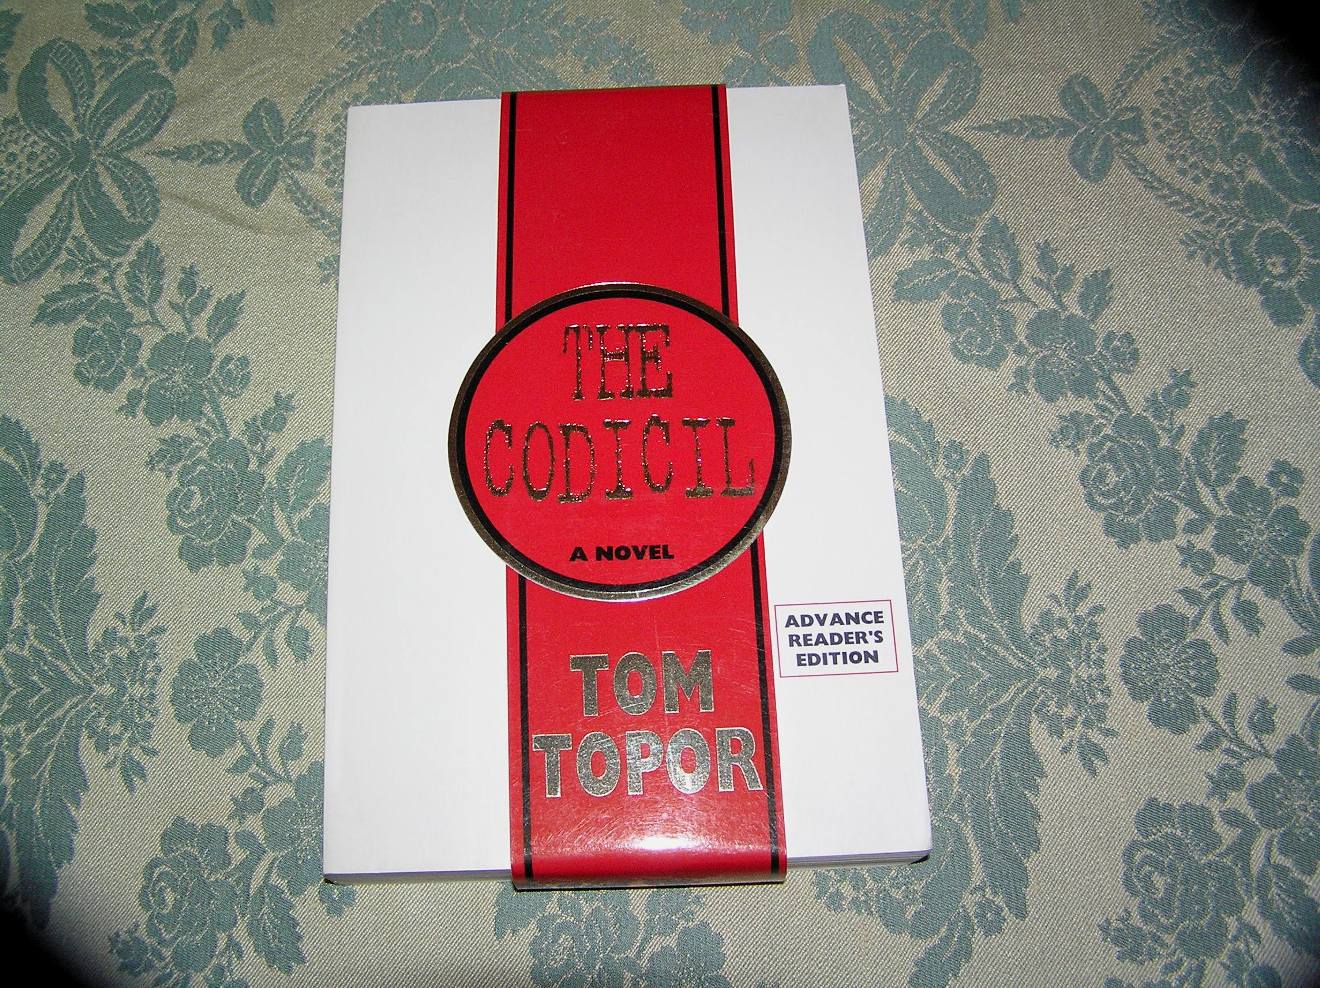 THE
CODICIL
A NOVEL
ADVANCE
READER'S
EDITION
TOM
TOPOR